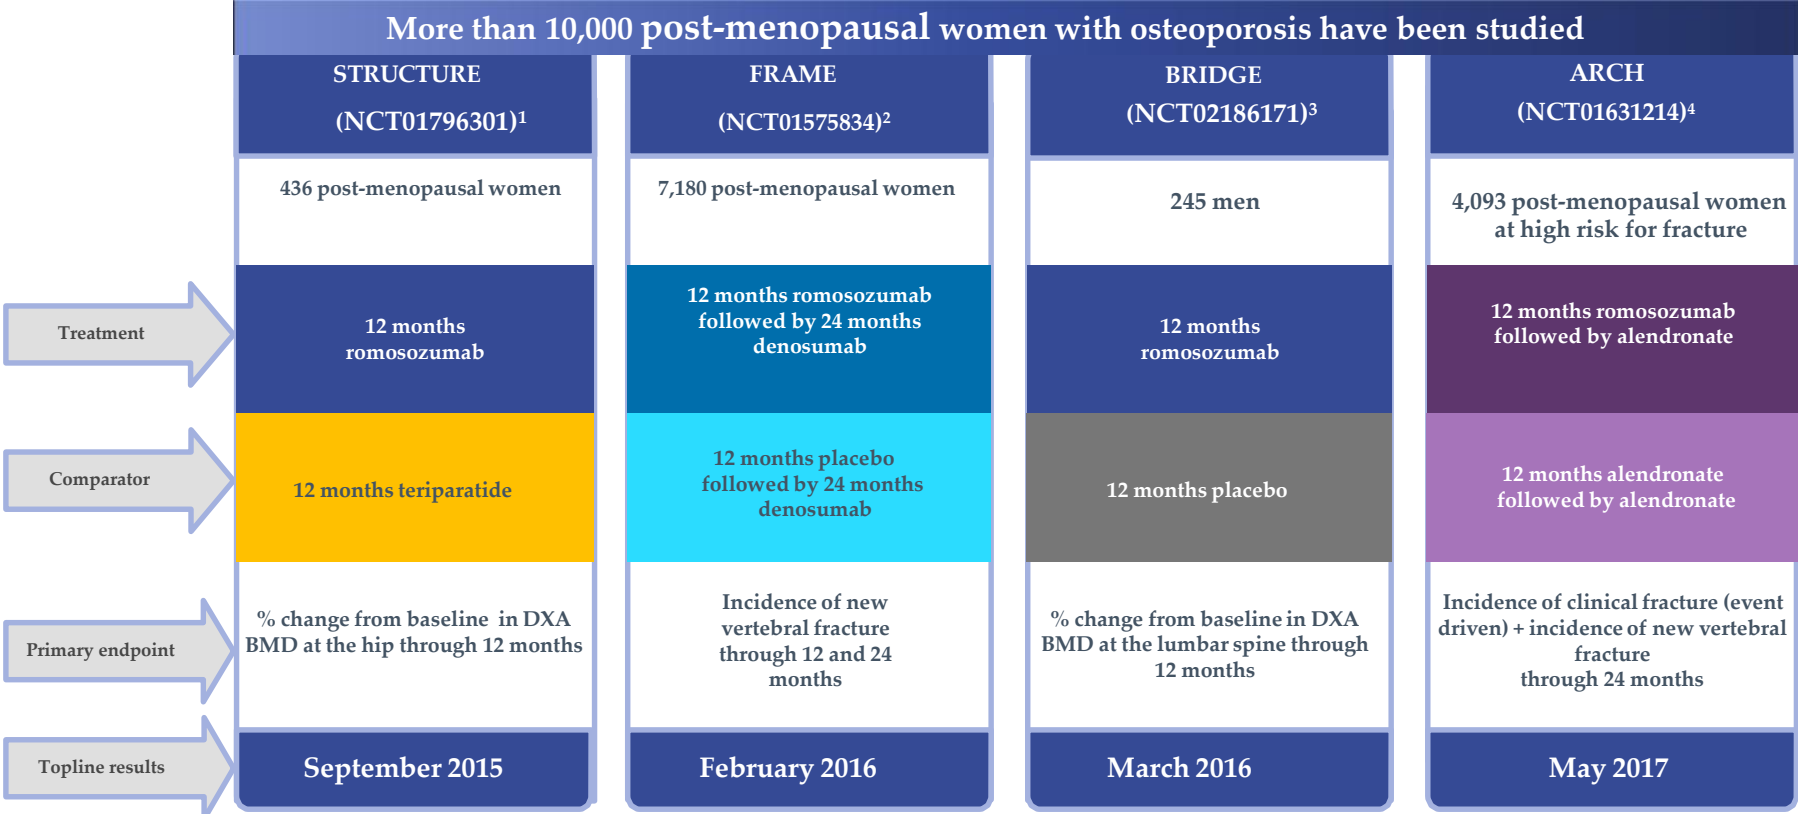 More than 10,000 post-menopausal women with osteoporosis have been studied
STRUCTURE
(NCT01796301)1
FRAME
(NCT01575834)2
BRIDGE
(NCT02186171)3
ARCH
(NCT01631214)4
436 post-menopausal women
7,180 post-menopausal women
245 men
4,093 post-menopausal women
at high risk for fracture
Treatment
12 months
romosozumab
12 months romosozumab
followed by 24 months
denosumab
12 months
romosozumab
12 months romosozumab
followed by alendronate
Comparator
12 months teriparatide
12 months placebo
followed by 24 months
denosumab
12 months placebo
12 months alendronate
followed by alendronate
Primary endpoint
% change from baseline in DXA
BMD at the hip through 12 months
Incidence of new
vertebral fracture
through 12 and 24
months
% change from baseline in DXA
BMD at the lumbar spine through
12 months
Incidence of clinical fracture (event
driven) + incidence of new vertebral
fracture
through 24 months
Topline results
September 2015
February 2016
March 2016
May 2017